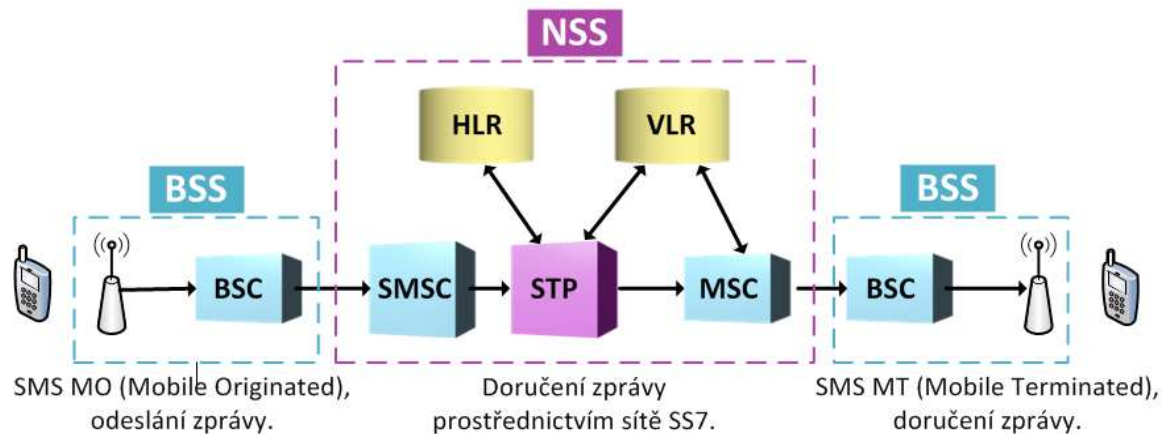 NSS
HLR
VLR
BSS
BSS
BSC
SMSC
STP
MSC
BSC
SMS MO (Mobile Originated),
odeslání zprávy.
Doručení zprávy
prostřednictvím sítě SS7.
SMS MT (Mobile Terminated),
doručení zprávy.